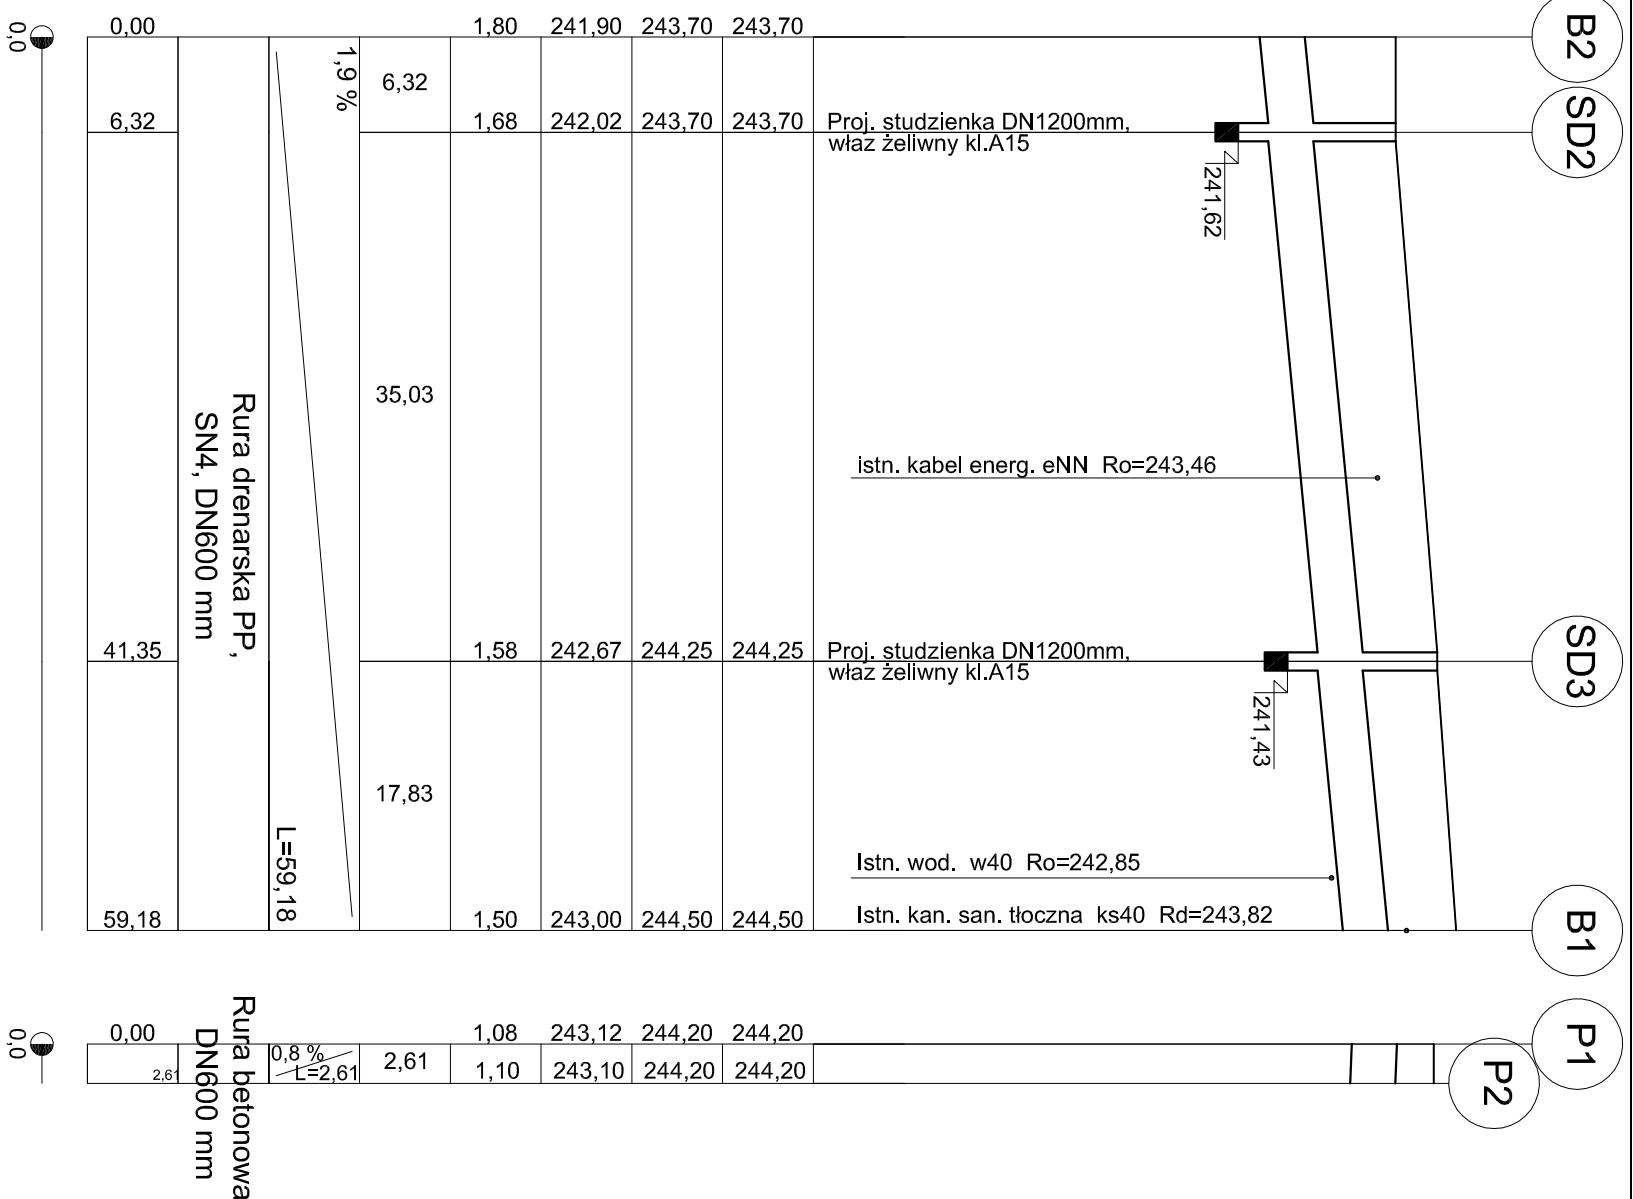 B2
0,00
1,80
241,90
243,70
243,70
0,0
1,9 %
6,32
SD2
6,32
1,68
242,02
243,70
243,70
Proj. studzienka DN1200mm,
właz żeliwny kl.A15
241,62
35,03
Rura drenarska PP,
SN4, DN600 mm
istn. kabel energ. eNN Ro=243,46
SD3
41,35
1,58
242,67
244,25
244,25
Proj. studzienka DN1200mm,
właz żeliwny kl.A15
241,43
17,83
L=59,18
Istn. wod. w40 Ro=242,85
B1
59,18
1,50
243,00
244,50
244,50
Istn. kan. san. tłoczna ks40 Rd=243,82
P1
0,00
1,08
243,12
244,20
244,20
0,0
Rura betonowa
DN600 mm
0,8 %
L=2,61
2,61
P2
2,61
1,10
243,10
244,20
244,20